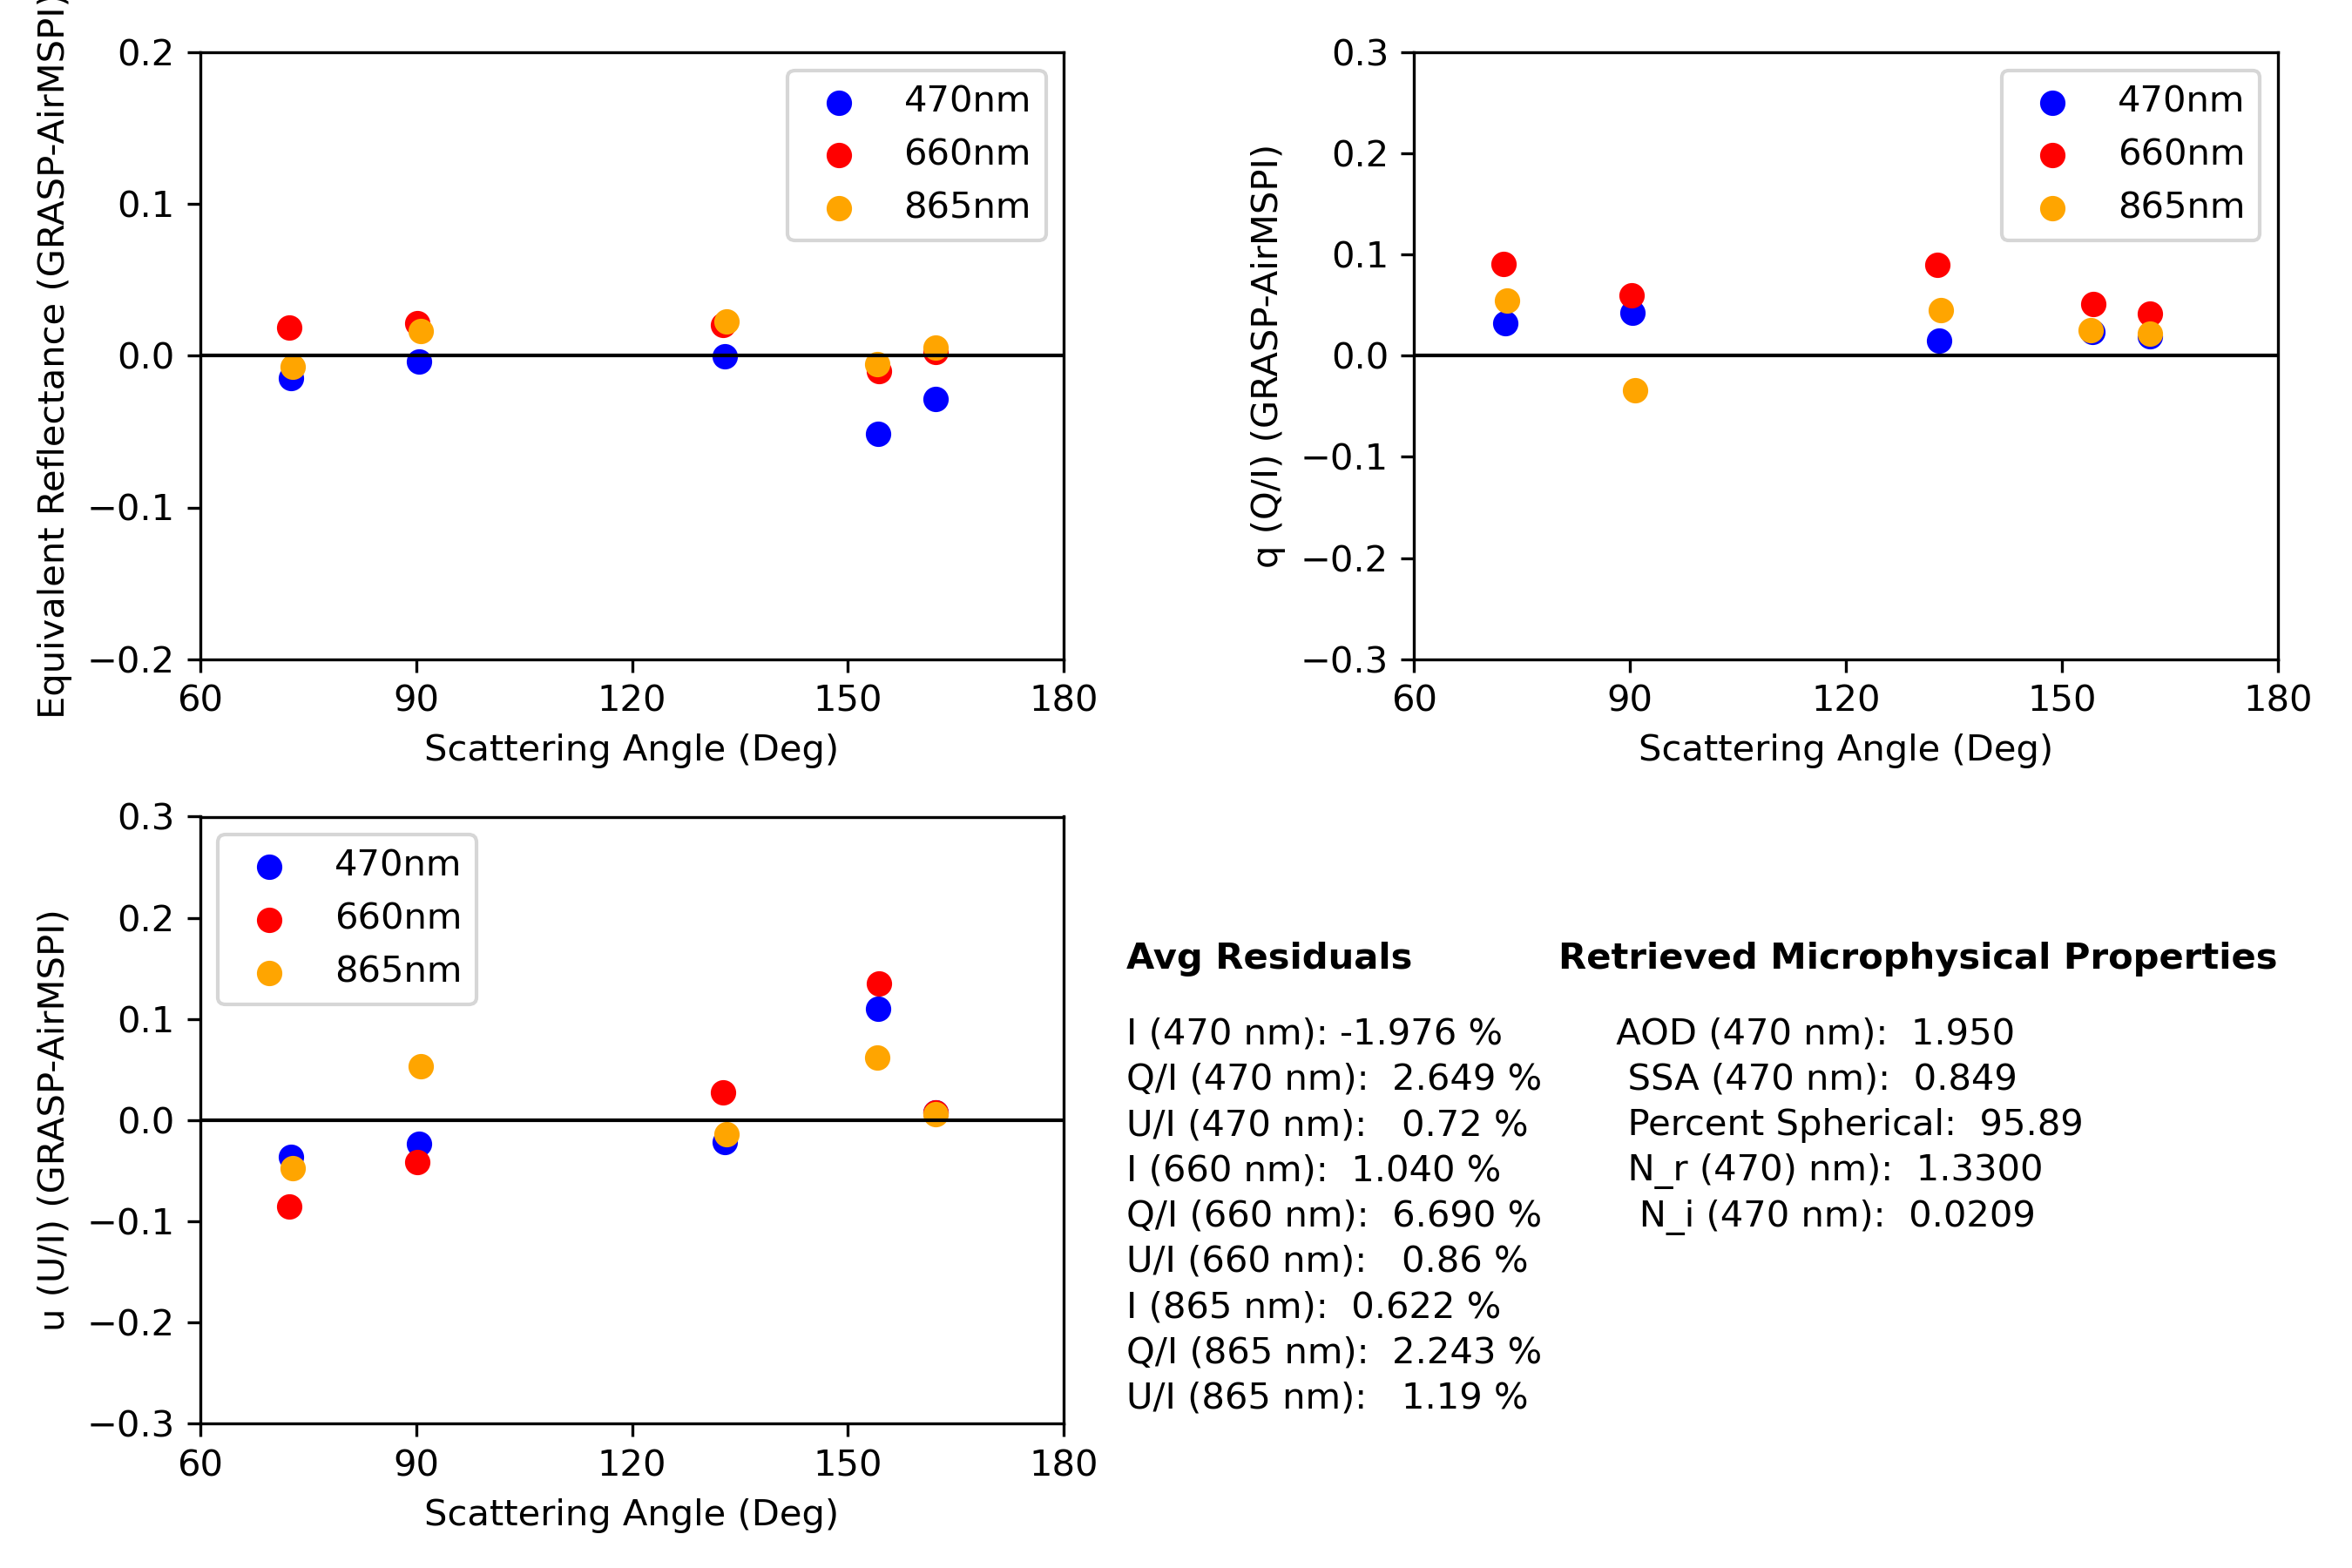 Equivalent Reflectance (GRASP-AirMSPI)
0.2
0.1
0.0
−0.1
−0.2
60 90 120 150 180
Scattering Angle (Deg)
470nm
660nm
865nm
q (Q/I) (GRASP-AirMSPI)
0.3
0.2
0.1
0.0
−0.1
−0.2
−0.3
60 90 120 150 180
Scattering Angle (Deg)
470nm
660nm
865nm
u (U/I) (GRASP-AirMSPI)
0.3
0.2
0.1
0.0
−0.1
−0.2
−0.3
60 90 120 150 180
Scattering Angle (Deg)
470nm
660nm
865nm
Avg Residuals
I (470 nm): -1.976 %
Q/I (470 nm): 2.649 %
U/I (470 nm): 0.72 %
I (660 nm): 1.040 %
Q/I (660 nm): 6.690 %
U/I (660 nm): 0.86 %
I (865 nm): 0.622 %
Q/I (865 nm): 2.243 %
U/I (865 nm): 1.19 %
Retrieved Microphysical Properties
AOD (470 nm): 1.950
SSA (470 nm): 0.849
Percent Spherical: 95.89
N_r (470) nm): 1.3300
N_i (470 nm): 0.0209